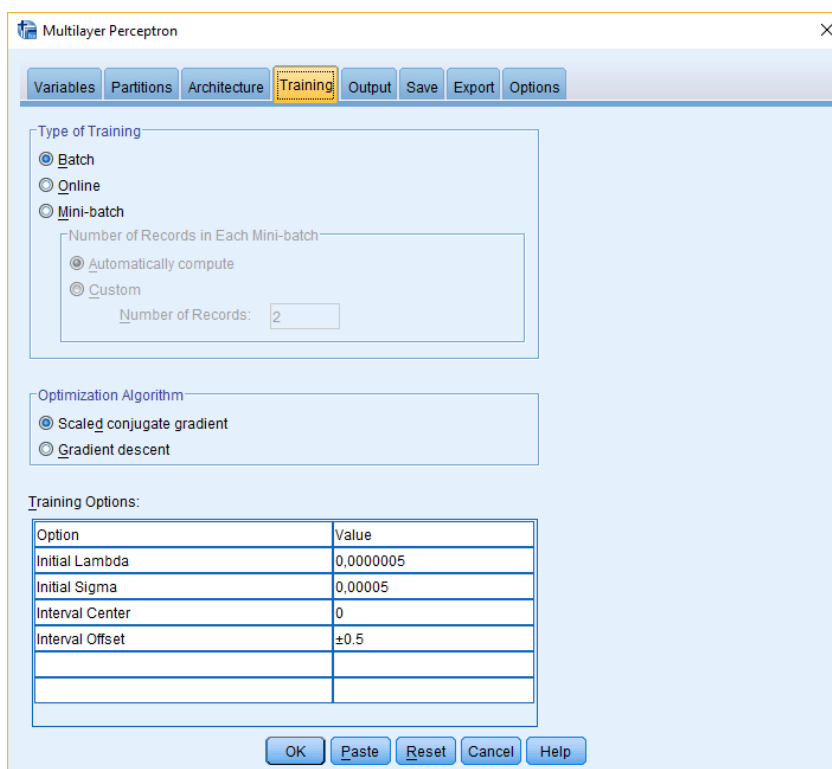 Multilayer Perceptron
Variables Partitions Architecture Training Output Save Export Options
Type of Training
Batch
Online
Mini-batch
Number of Records in Each Mini-batch
Automatically compute
Custom
Number of Records: 2
Optimization Algorithm
Scaled conjugate gradient
Gradient descent
Training Options:
Option Value
Initial Lambda 0,0000005
Initial Sigma 0,00005
Interval Center 0
Interval Offset ±0.5
OK Paste Reset Cancel Help